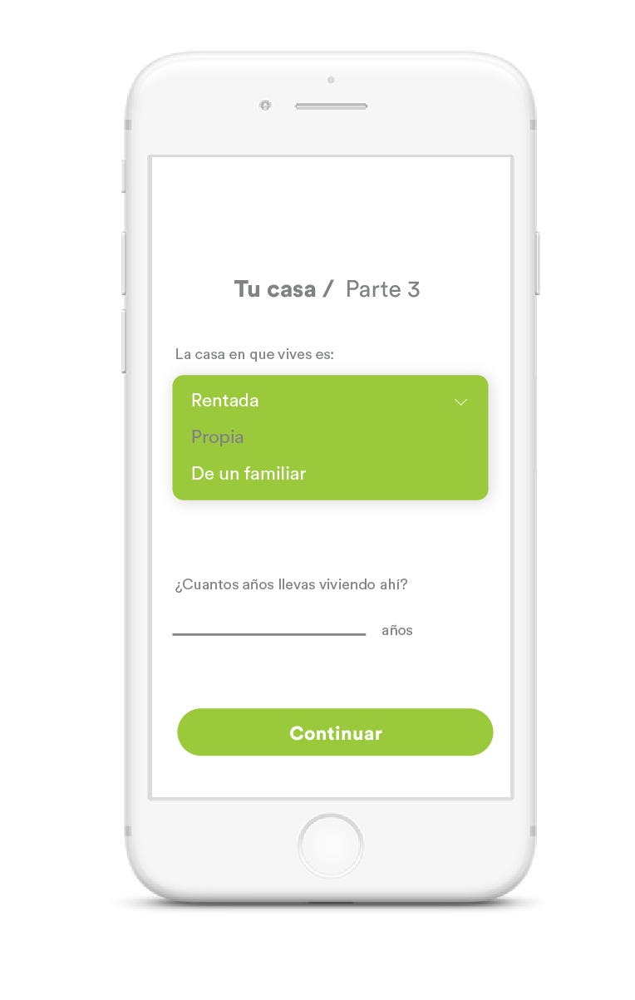 Tu casa / Parte 3
La casa en que vives es:
Rentada
Propia
De un familiar
¿Cuantos años llevas viviendo ahí?
años
Continuar